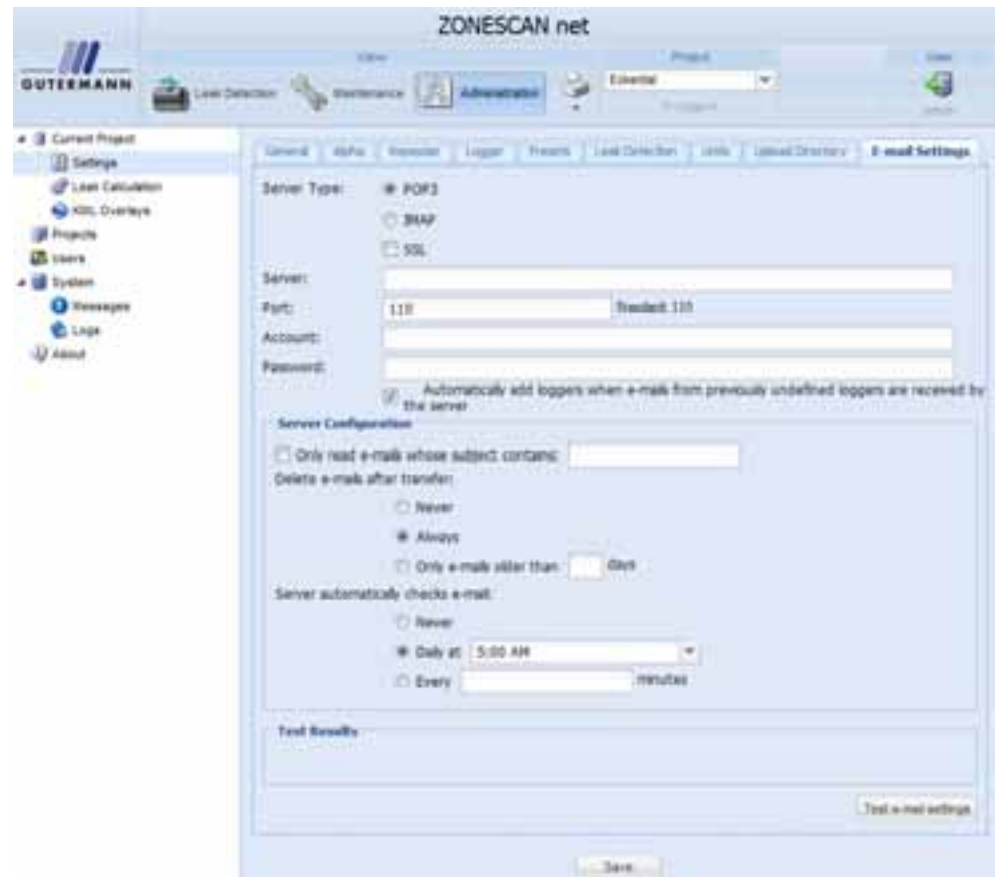 ZONESCAN net
GUTERMANN
View
Project
User
Leak Detection
Maintenance
Administration
Current Project
Settings
Leak Calculation
KML Overlays
Projects
Users
System
Messages
Logs
About
General
Alpha
Repeater
Logger
Presets
Leak Detection
Units
Upload Directory
E-mail Settings
Server Type:
POP3
IMAP
SSL
Server:
Port:
110
Standard: 110
Account:
Password:
Automatically add loggers when e-mails from previously undefined loggers are received by
the server
Server Configuration
Only read e-mails whose subject contains:
Delete e-mails after transfer:
Never
Always
Only e-mails older than
days
Server automatically checks e-mail:
Never
Daily at
5:00 AM
Every
minutes
Test Results
Test e-mail settings
Save